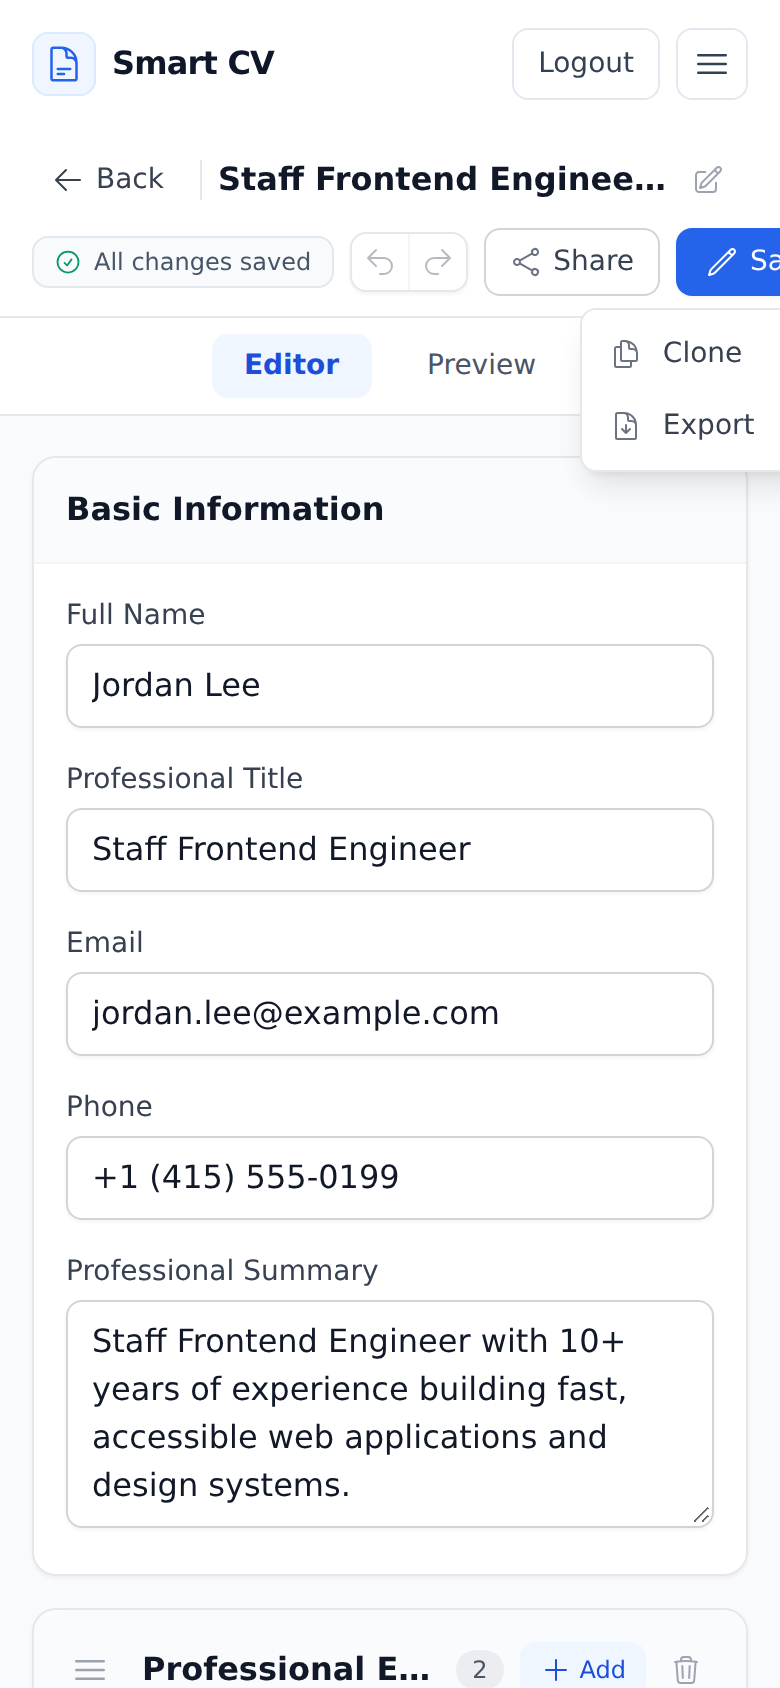 Smart CV
Logout
Back
Staff Frontend Enginee...
All changes saved
Share
Sa
Editor
Preview
Clone
Export
Basic Information
Full Name
Jordan Lee
Professional Title
Staff Frontend Engineer
Email
jordan.lee@example.com
Phone
+1 (415) 555-0199
Professional Summary
Staff Frontend Engineer with 10+
years of experience building fast,
accessible web applications and
design systems.
Professional E...
2
Add